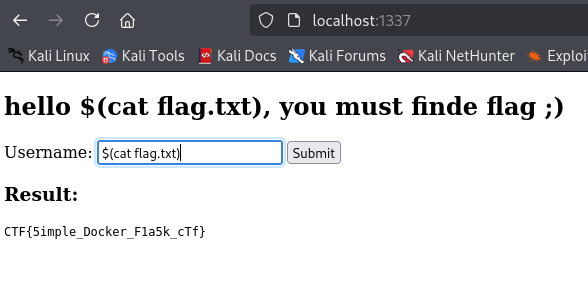 localhost:1337
Kali Linux Kali Tools Kali Docs Kali Forums Kali NetHunter Exploi
hello $(cat flag.txt), you must finde flag ;)
Username: $(cat flag.txt) Submit
Result:
CTF{5imple_Docker_F1a5k_cTf}